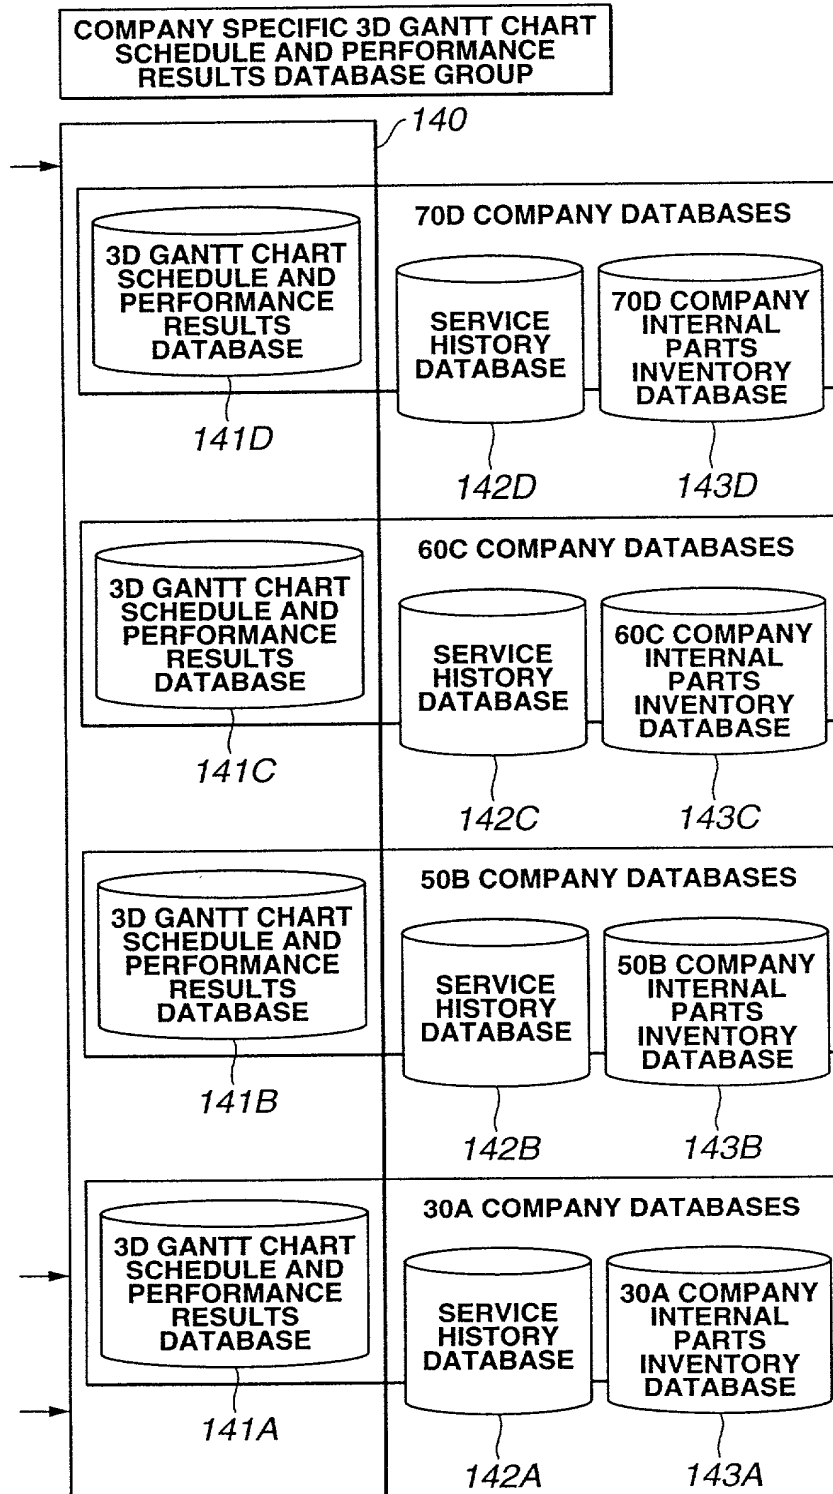 COMPANY SPECIFIC 3D GANTT CHART
SCHEDULE AND PERFORMANCE
RESULTS DATABASE GROUP
140
70D COMPANY DATABASES
3D GANTT CHART
SCHEDULE AND
PERFORMANCE
RESULTS
DATABASE
SERVICE
HISTORY
DATABASE
70D COMPANY
INTERNAL
PARTS
INVENTORY
DATABASE
141D
142D
143D
60C COMPANY DATABASES
3D GANTT CHART
SCHEDULE AND
PERFORMANCE
RESULTS
DATABASE
SERVICE
HISTORY
DATABASE
60C COMPANY
INTERNAL
PARTS
INVENTORY
DATABASE
141C
142C
143C
50B COMPANY DATABASES
3D GANTT CHART
SCHEDULE AND
PERFORMANCE
RESULTS
DATABASE
SERVICE
HISTORY
DATABASE
50B COMPANY
INTERNAL
PARTS
INVENTORY
DATABASE
141B
142B
143B
30A COMPANY DATABASES
3D GANTT CHART
SCHEDULE AND
PERFORMANCE
RESULTS
DATABASE
SERVICE
HISTORY
DATABASE
30A COMPANY
INTERNAL
PARTS
INVENTORY
DATABASE
141A
142A
143A